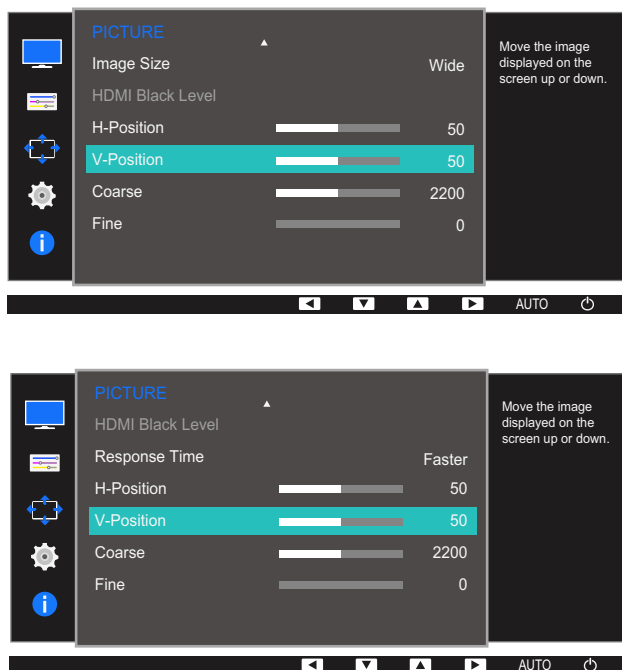 PICTURE
Image Size Wide
HDMI Black Level
H-Position 50
V-Position 50
Coarse 2200
Fine 0
Move the image
displayed on the
screen up or down.
AUTO
PICTURE
HDMI Black Level
Response Time Faster
H-Position 50
V-Position 50
Coarse 2200
Fine 0
Move the image
displayed on the
screen up or down.
AUTO